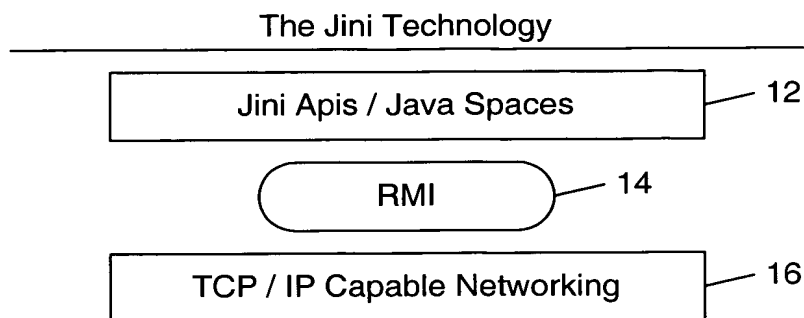 The Jini Technology
Jini Apis / Java Spaces
12
RMI
14
TCP / IP Capable Networking
16